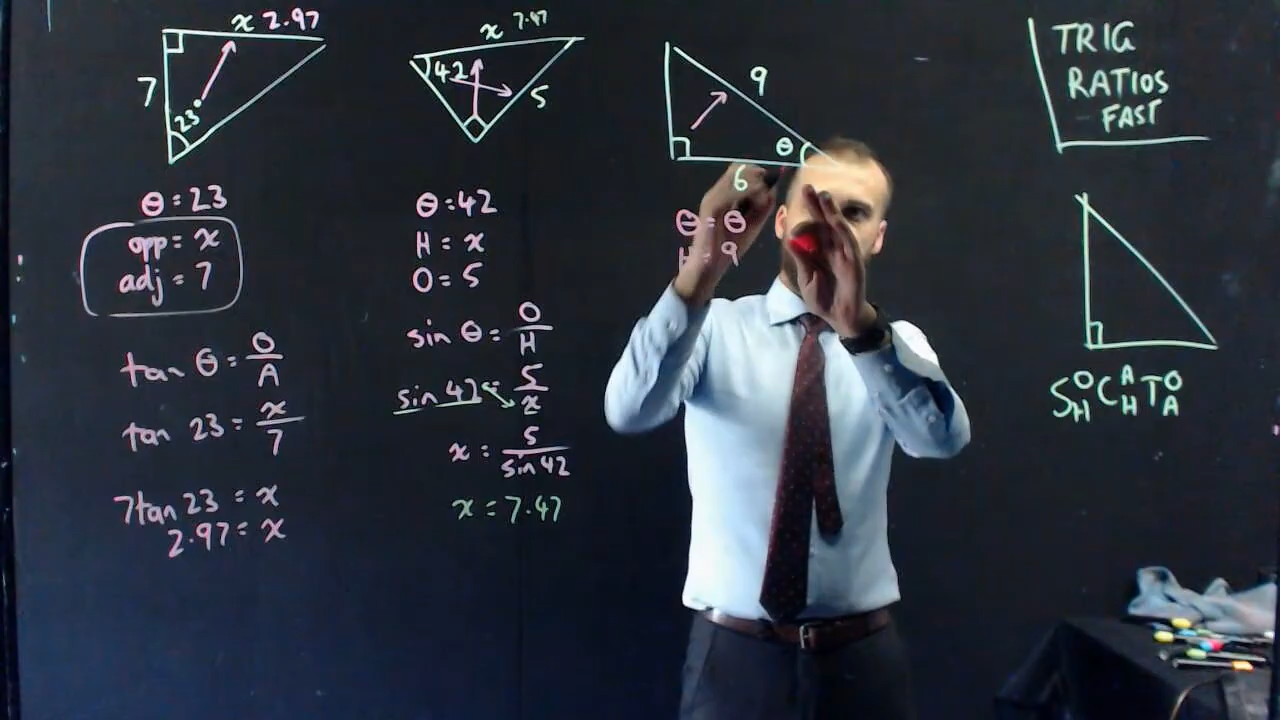 x 2.97
7
23
θ = 23
opp = x
adj = 7
tan θ = O/A
tan 23 = x/7
7tan 23 = x
2.97 = x
x 7.47
42
5
θ = 42
H = x
O = 5
sin θ = O/H
sin 42 = 5/x
x = 5/sin 42
x = 7.47
9
θ
6
θ = θ
H = 9
TRIG
RATIOS
FAST
S O/H C A/H T O/A